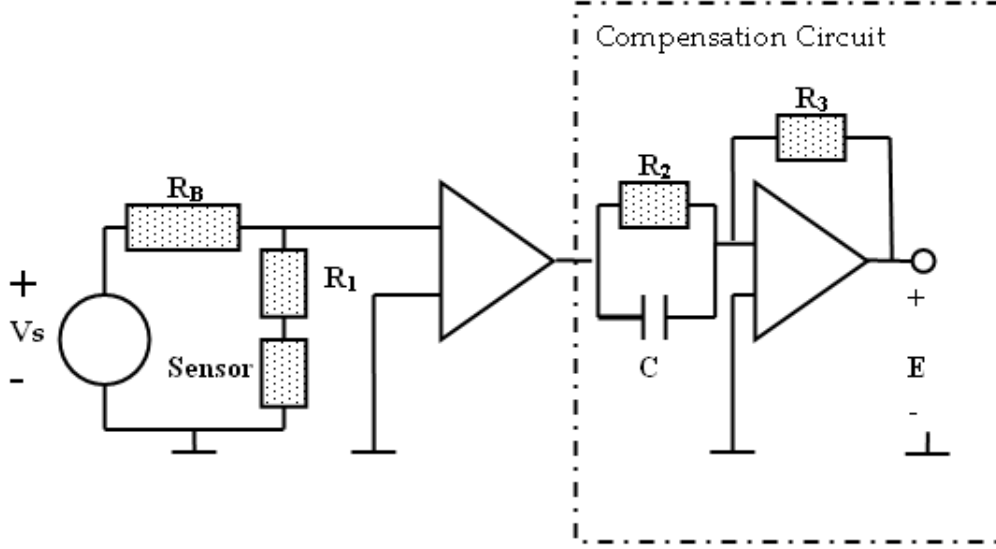 Compensation Circuit
R3
R2
RB
R1
+
Vs
-
Sensor
C
+
E
-